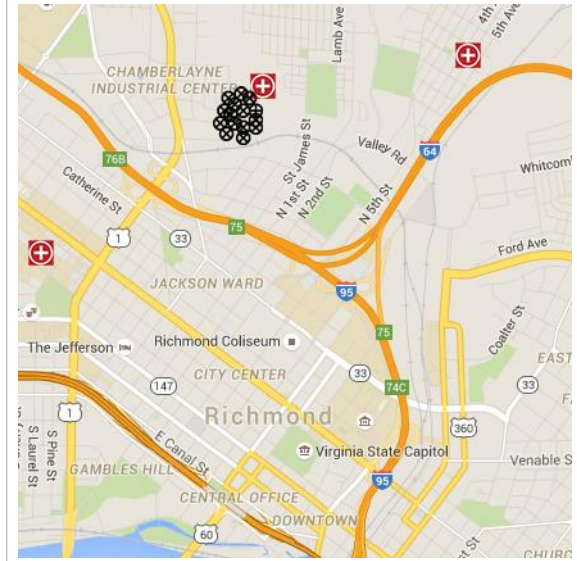 4th Ave
5th Ave
Lamb Ave
CHAMBERLAYNE
INDUSTRIAL CENTER
St James St
N 1st St
N 2nd St
Valley Rd
64
Whitcomb
76B
Catherine St
75
N 5th St
1
33
Ford Ave
JACKSON WARD
95
Richmond Coliseum
The Jefferson
75
Coalter St
CITY CENTER
33
74C
33
147
EAST
1
Richmond
360
S Pine St
S Laurel St
E Canal St
Virginia State Capitol
Venable S
GAMBLES HILL
95
CENTRAL OFFICE
DOWNTOWN
60